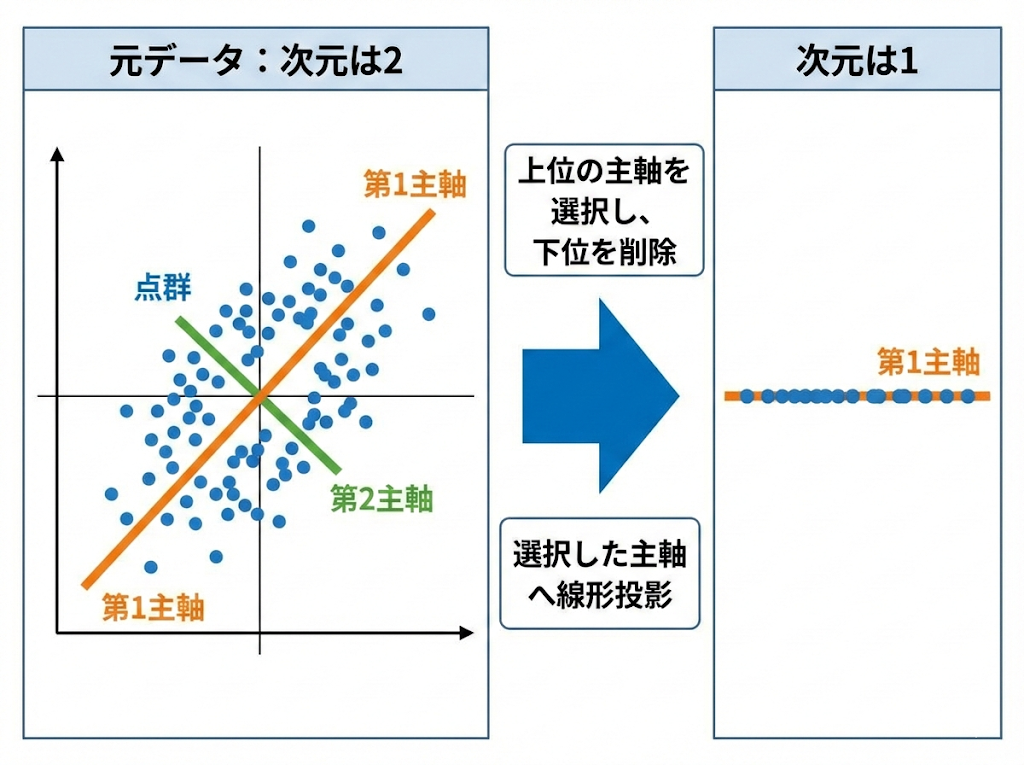 元データ：次元は2
次元は1
第1主軸
点群
第2主軸
第1主軸
上位の主軸を
選択し、
下位を削除
選択した主軸
へ線形投影
第1主軸